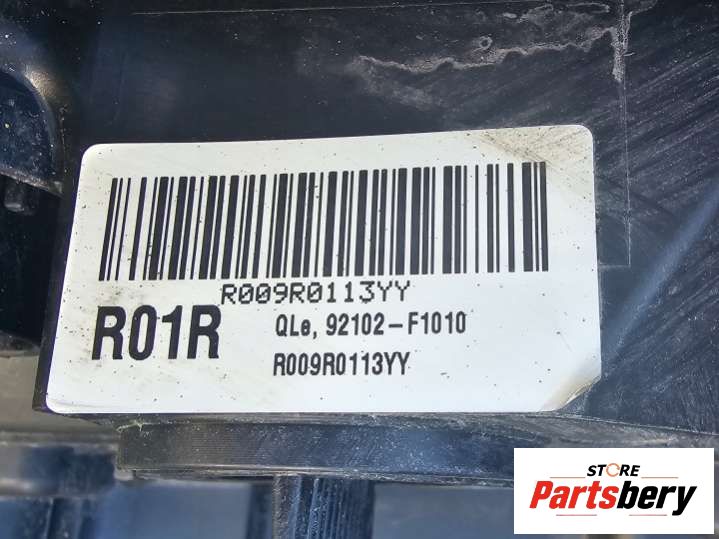 R009R0113YY
R01R
QLe, 92102-F1010
R009R0113YY
STORE
Partsbery